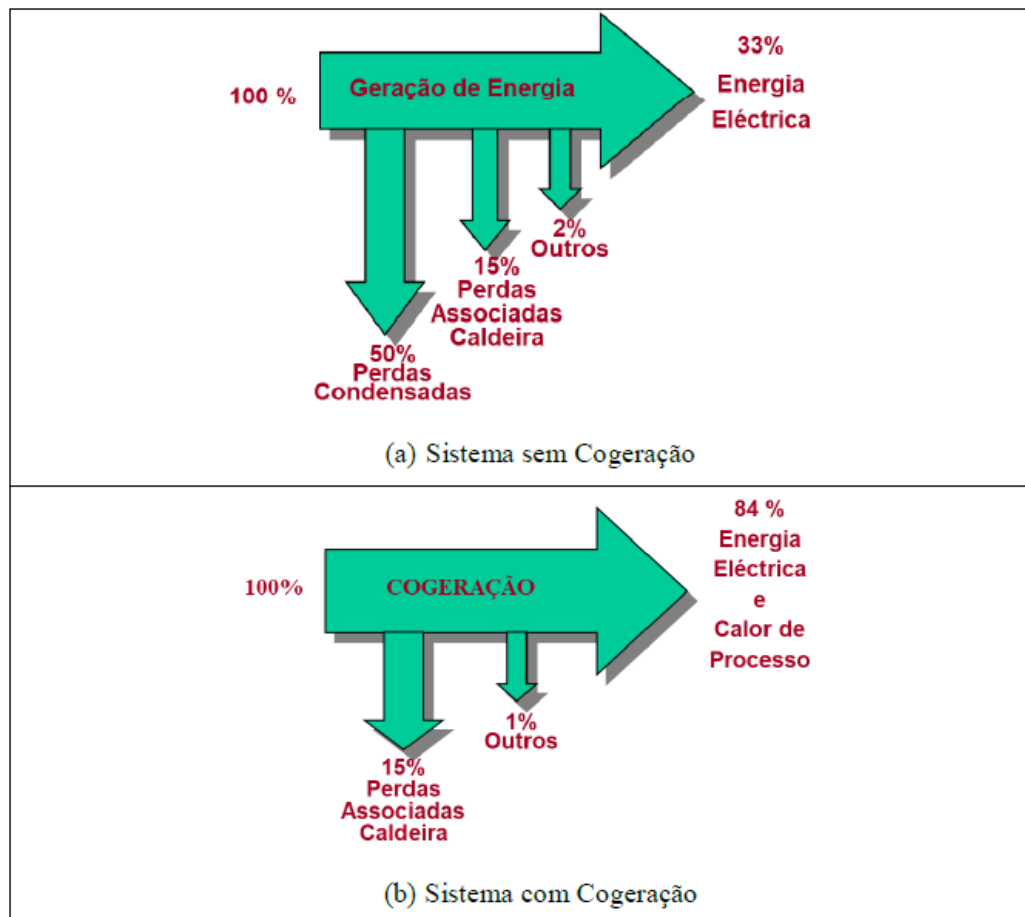 100 %
Geração de Energia
33%
Energia
Eléctrica
2%
Outros
15%
Perdas
Associadas
Caldeira
50%
Perdas
Condensadas
(a) Sistema sem Cogeração
100%
COGERAÇÃO
84 %
Energia
Eléctrica
e
Calor de
Processo
1%
Outros
15%
Perdas
Associadas
Caldeira
(b) Sistema com Cogeração